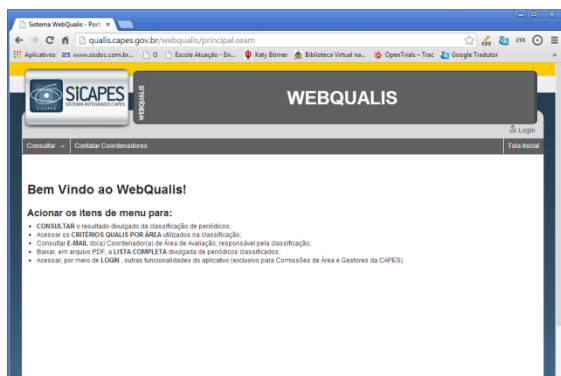 Sistema WebQualis - Port
qualis.capes.gov.br/webqualis/principal.seam
css
Aplicativos www.sisdoc.com.br... 0 Escola Atuação - En... Katy Börner Biblioteca Virtual na... OpenTrials – Trac Google Tradutor
SICAPES
SISTEMA INTEGRADO CAPES
SICAPES
WEBQUALIS
WEBQUALIS
Login
Consultar Contatar Coordenadores Tela Inicial
Bem Vindo ao WebQualis!
Acionar os itens de menu para:
CONSULTAR o resultado divulgado da classificação de periódicos;
Acessar os CRITÉRIOS QUALIS POR ÁREA utilizados na classificação;
Consultar E-MAIL do(a) Coordenador(a) de Área de Avaliação, responsável pela classificação;
Baixar, em arquivo PDF, a LISTA COMPLETA divulgada de periódicos classificados;
Acessar, por meio de LOGIN , outras funcionalidades do aplicativo (exclusivo para Comissões de Área e Gestores da CAPES).